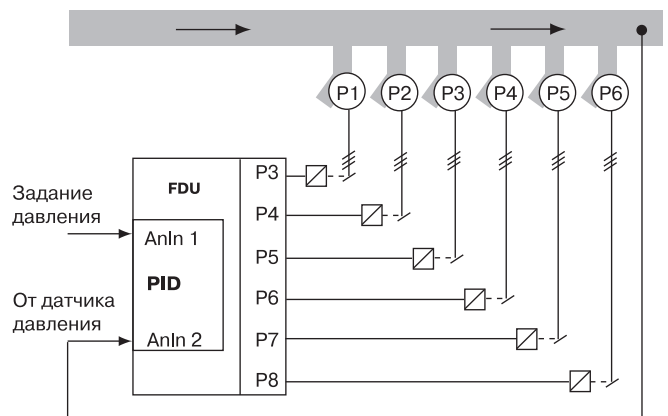 P1 P2 P3 P4 P5 P6
FDU
P3
P4
P5
P6
P7
P8
Задание
давления
AnIn 1
PID
От датчика
давления
AnIn 2